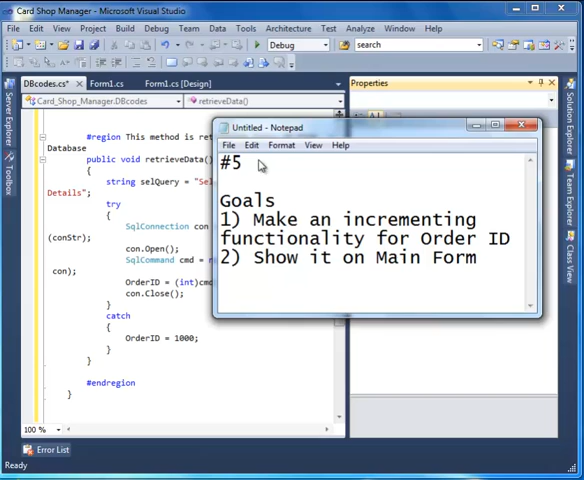 Card Shop Manager - Microsoft Visual Studio
File Edit View Project Build Debug Team Data Tools Architecture Test Analyze Window Help
Debug search
DBcodes.cs* Form1.cs Form1.cs [Design]
Properties
Card_Shop_Manager.DBcodes retrieveData()
Server Explorer
Toolbox
Solution Explorer
Class View
Untitled - Notepad
File Edit Format View Help
#5
Goals
1) Make an incrementing
functionality for Order ID
2) Show it on Main Form
#region This method is ret
Database
public void retrieveData()
{
string selQuery = "Sel
Details";
try
{
SqlConnection con
(conStr);
con.Open();
SqlCommand cmd =
con);
OrderID = (int)cmd
con.Close();
}
catch
{
OrderID = 1000;
}
}
#endregion
}
100 %
Error List
Ready